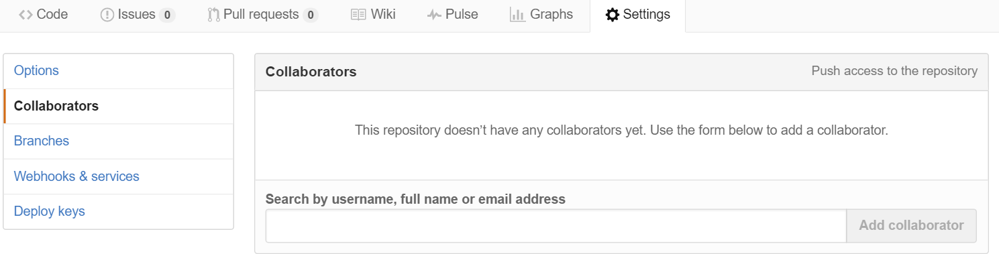 Code Issues 0 Pull requests 0 Wiki Pulse Graphs Settings
Options
Collaborators
Branches
Webhooks & services
Deploy keys
Collaborators Push access to the repository
This repository doesn’t have any collaborators yet. Use the form below to add a collaborator.
Search by username, full name or email address
Add collaborator